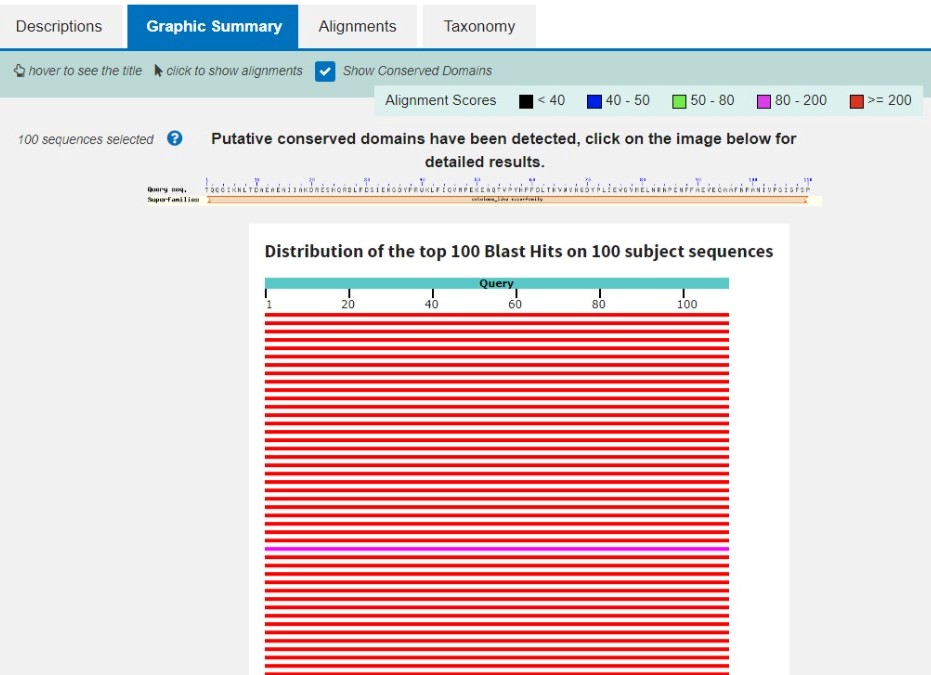 Descriptions Graphic Summary Alignments Taxonomy
hover to see the title click to show alignments Show Conserved Domains
Alignment Scores < 40 40 - 50 50 - 80 80 - 200 >= 200
100 sequences selected ? Putative conserved domains have been detected, click on the image below for
detailed results.
Query seq.
Superfamilies superfamily
Distribution of the top 100 Blast Hits on 100 subject sequences
Query
1 20 40 60 80 100